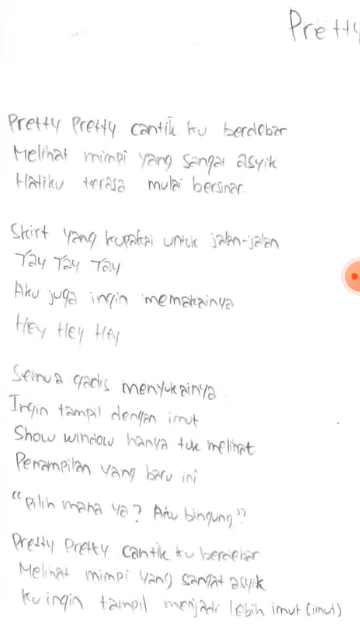 Pretty
Pretty Pretty cantik ku berdebar
Melihat mimpi yang sangat asyik
Hatiku terasa mulai bersinar
Skirt yang kupakai untuk jalan-jalan
Tay Tay Tay
Aku juga ingin memakainya
Hey Hey Hey
Semua gadis menyukainya
Ingin tampil dengan imut
Show window hanya tuk melihat
Penampilan yang baru ini
"Pilih mana ya? Aku bingung"?
Pretty Pretty cantik ku berdebar
Melihat mimpi yang sangat asyik
Ku ingin tampil menjadi lebih imut (imut)